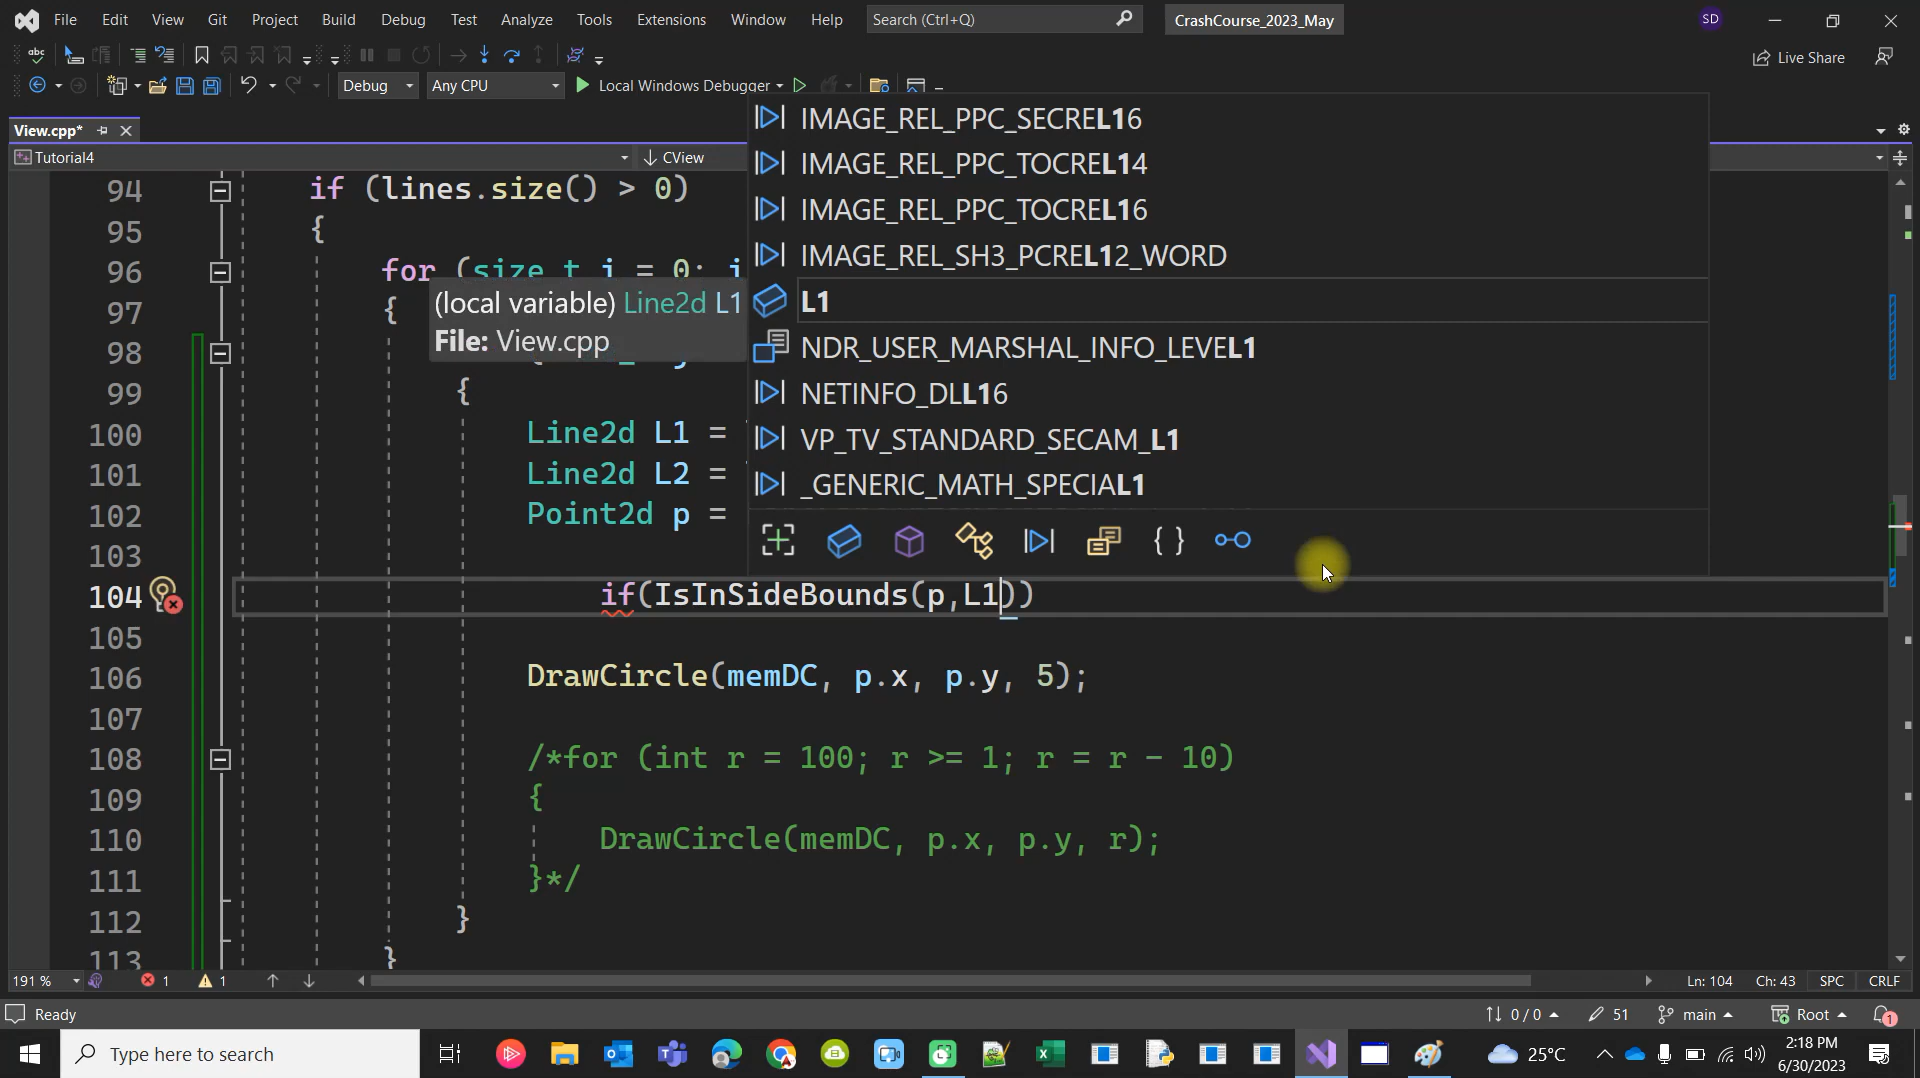 File Edit View Git Project Build Debug Test Analyze Tools Extensions Window Help Search (Ctrl+Q) CrashCourse_2023_May SD
abc Live Share
Debug Any CPU Local Windows Debugger
View.cpp*
Tutorial4 CView
94 if (lines.size() > 0)
95 {
96 for (size_t i = 0; i
97 {
98
99 {
100 Line2d L1 =
101 Line2d L2 =
102 Point2d p =
103
104 if(IsInSideBounds(p,L1))
105
106 DrawCircle(memDC, p.x, p.y, 5);
107
108 /*for (int r = 100; r >= 1; r = r - 10)
109 {
110 DrawCircle(memDC, p.x, p.y, r);
111 }*/
112 }
113 }
(local variable) Line2d L1
File: View.cpp
IMAGE_REL_PPC_SECREL16
IMAGE_REL_PPC_TOCREL14
IMAGE_REL_PPC_TOCREL16
IMAGE_REL_SH3_PCREL12_WORD
L1
NDR_USER_MARSHAL_INFO_LEVEL1
NETINFO_DLL16
VP_TV_STANDARD_SECAM_L1
_GENERIC_MATH_SPECIAL1
191 % 1 1 Ln: 104 Ch: 43 SPC CRLF
Ready 0 / 0 51 main Root 1
Type here to search 25°C 2:18 PM
6/30/2023